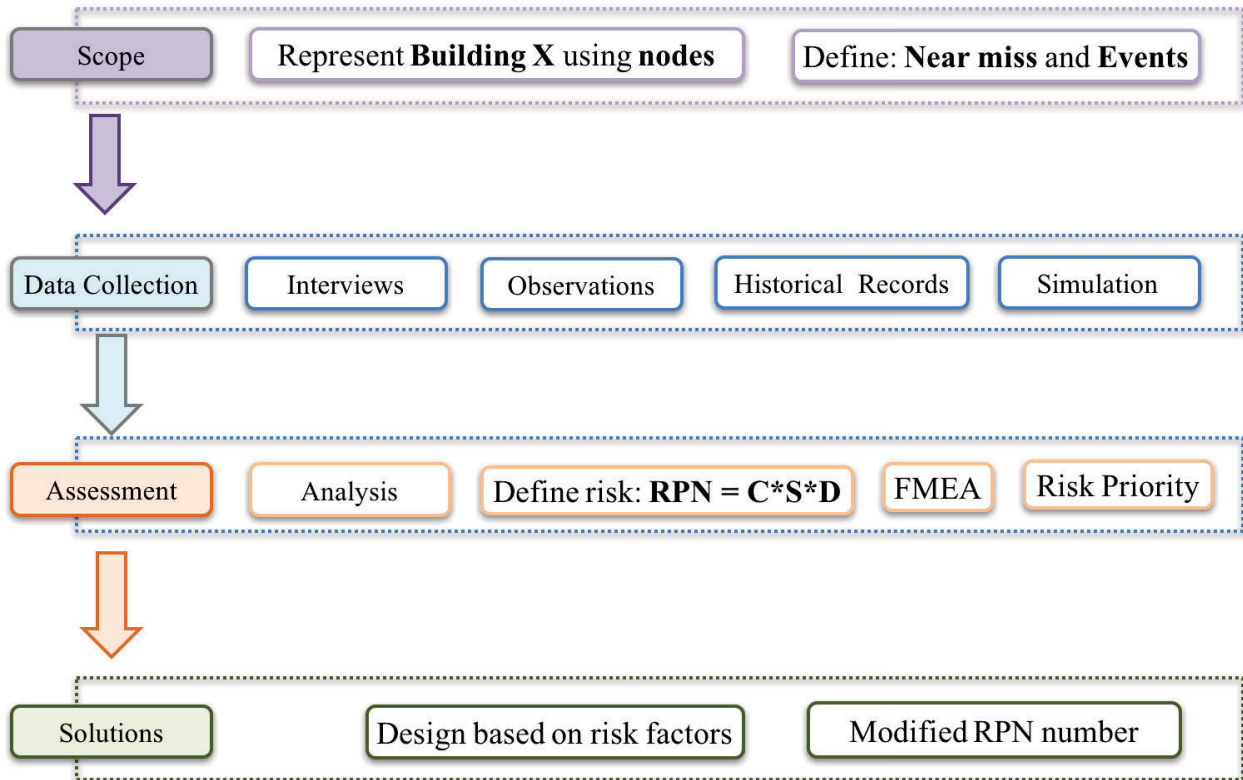 Scope
Represent Building X using nodes
Define: Near miss and Events
Data Collection
Interviews
Observations
Historical Records
Simulation
Assessment
Analysis
Define risk: RPN = C*S*D
FMEA
Risk Priority
Solutions
Design based on risk factors
Modified RPN number